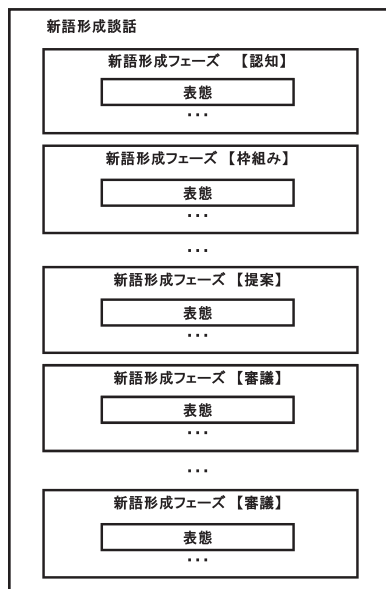 新語形成談話
新語形成フェーズ 【認知】
表態
...
新語形成フェーズ 【枠組み】
表態
...
...
新語形成フェーズ 【提案】
表態
...
新語形成フェーズ 【審議】
表態
...
...
新語形成フェーズ 【審議】
表態
...